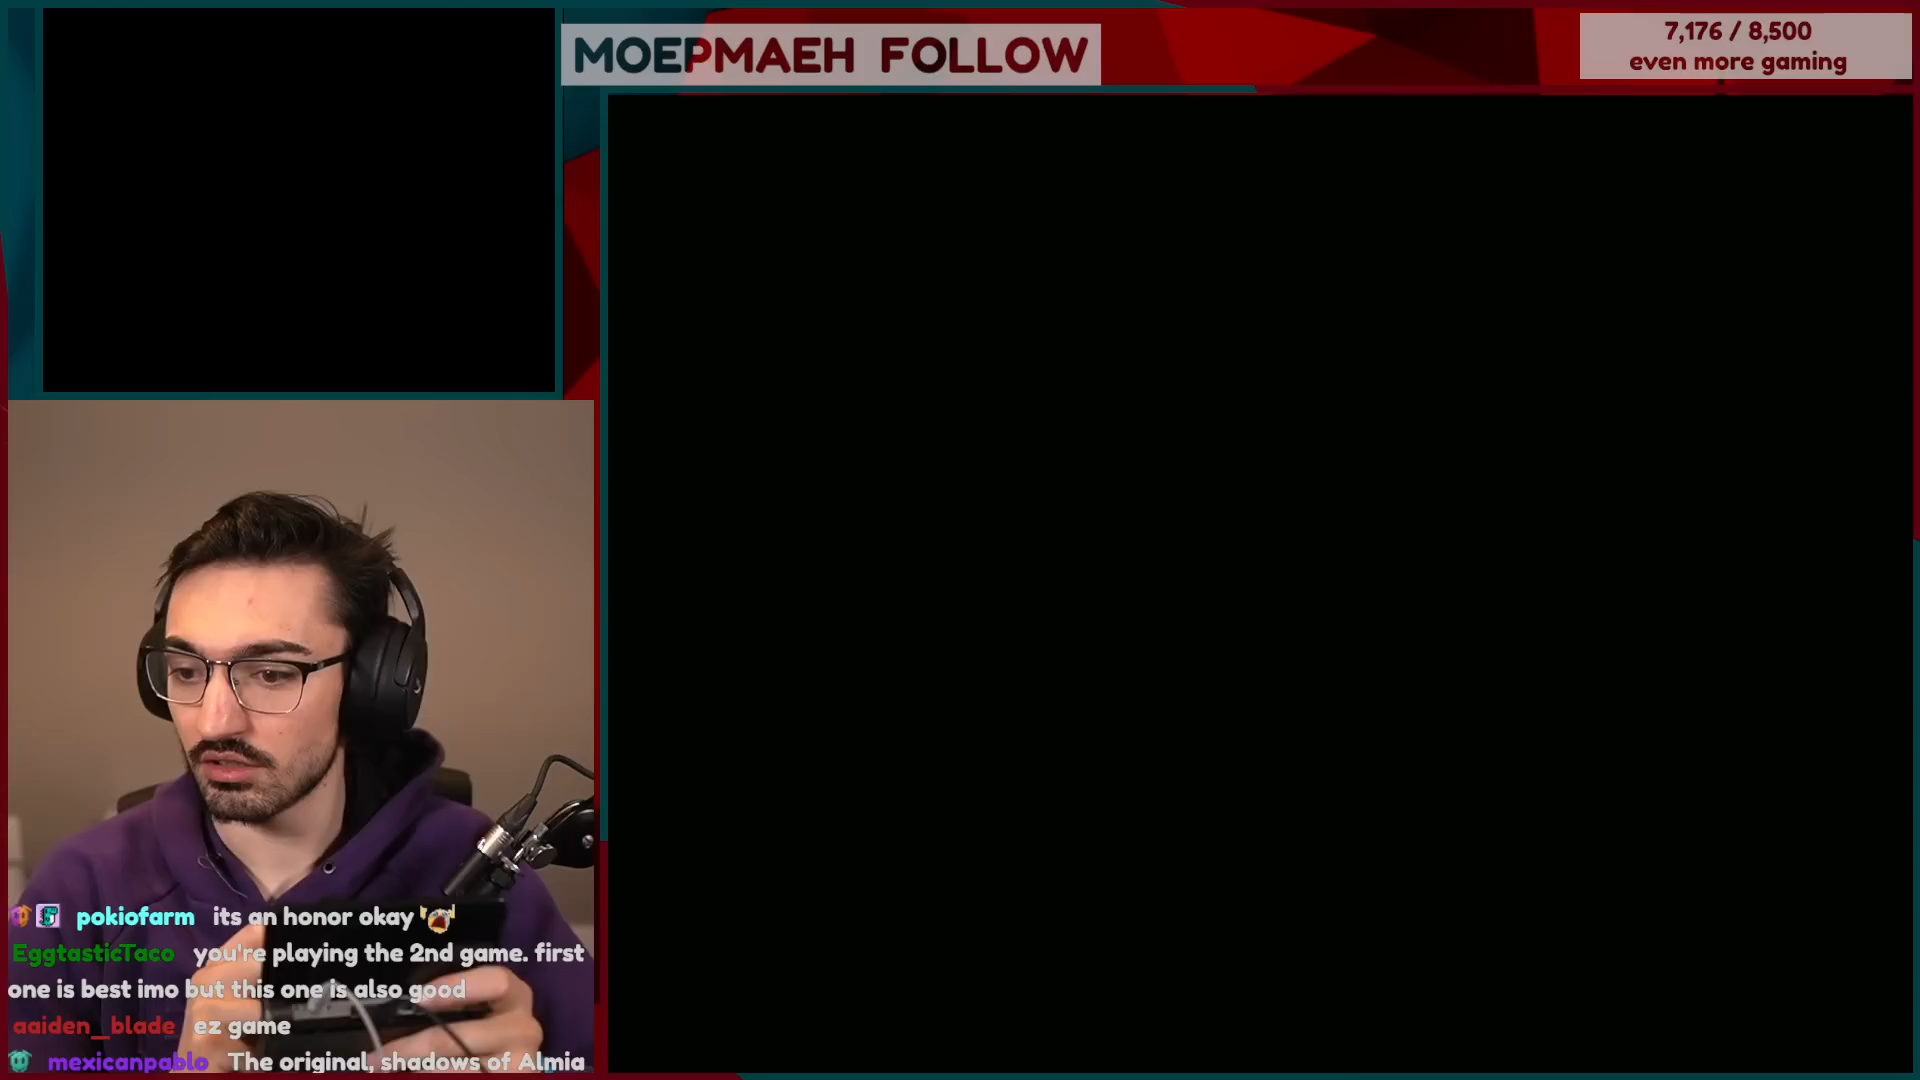 MOEPMAEH FOLLOW
7,176 / 8,500
even more gaming
pokiofarm its an honor okay
EggtasticTaco you're playing the 2nd game. first
one is best imo but this one is also good
aaiden_blade ez game
mexicanpablo The original, shadows of Almia